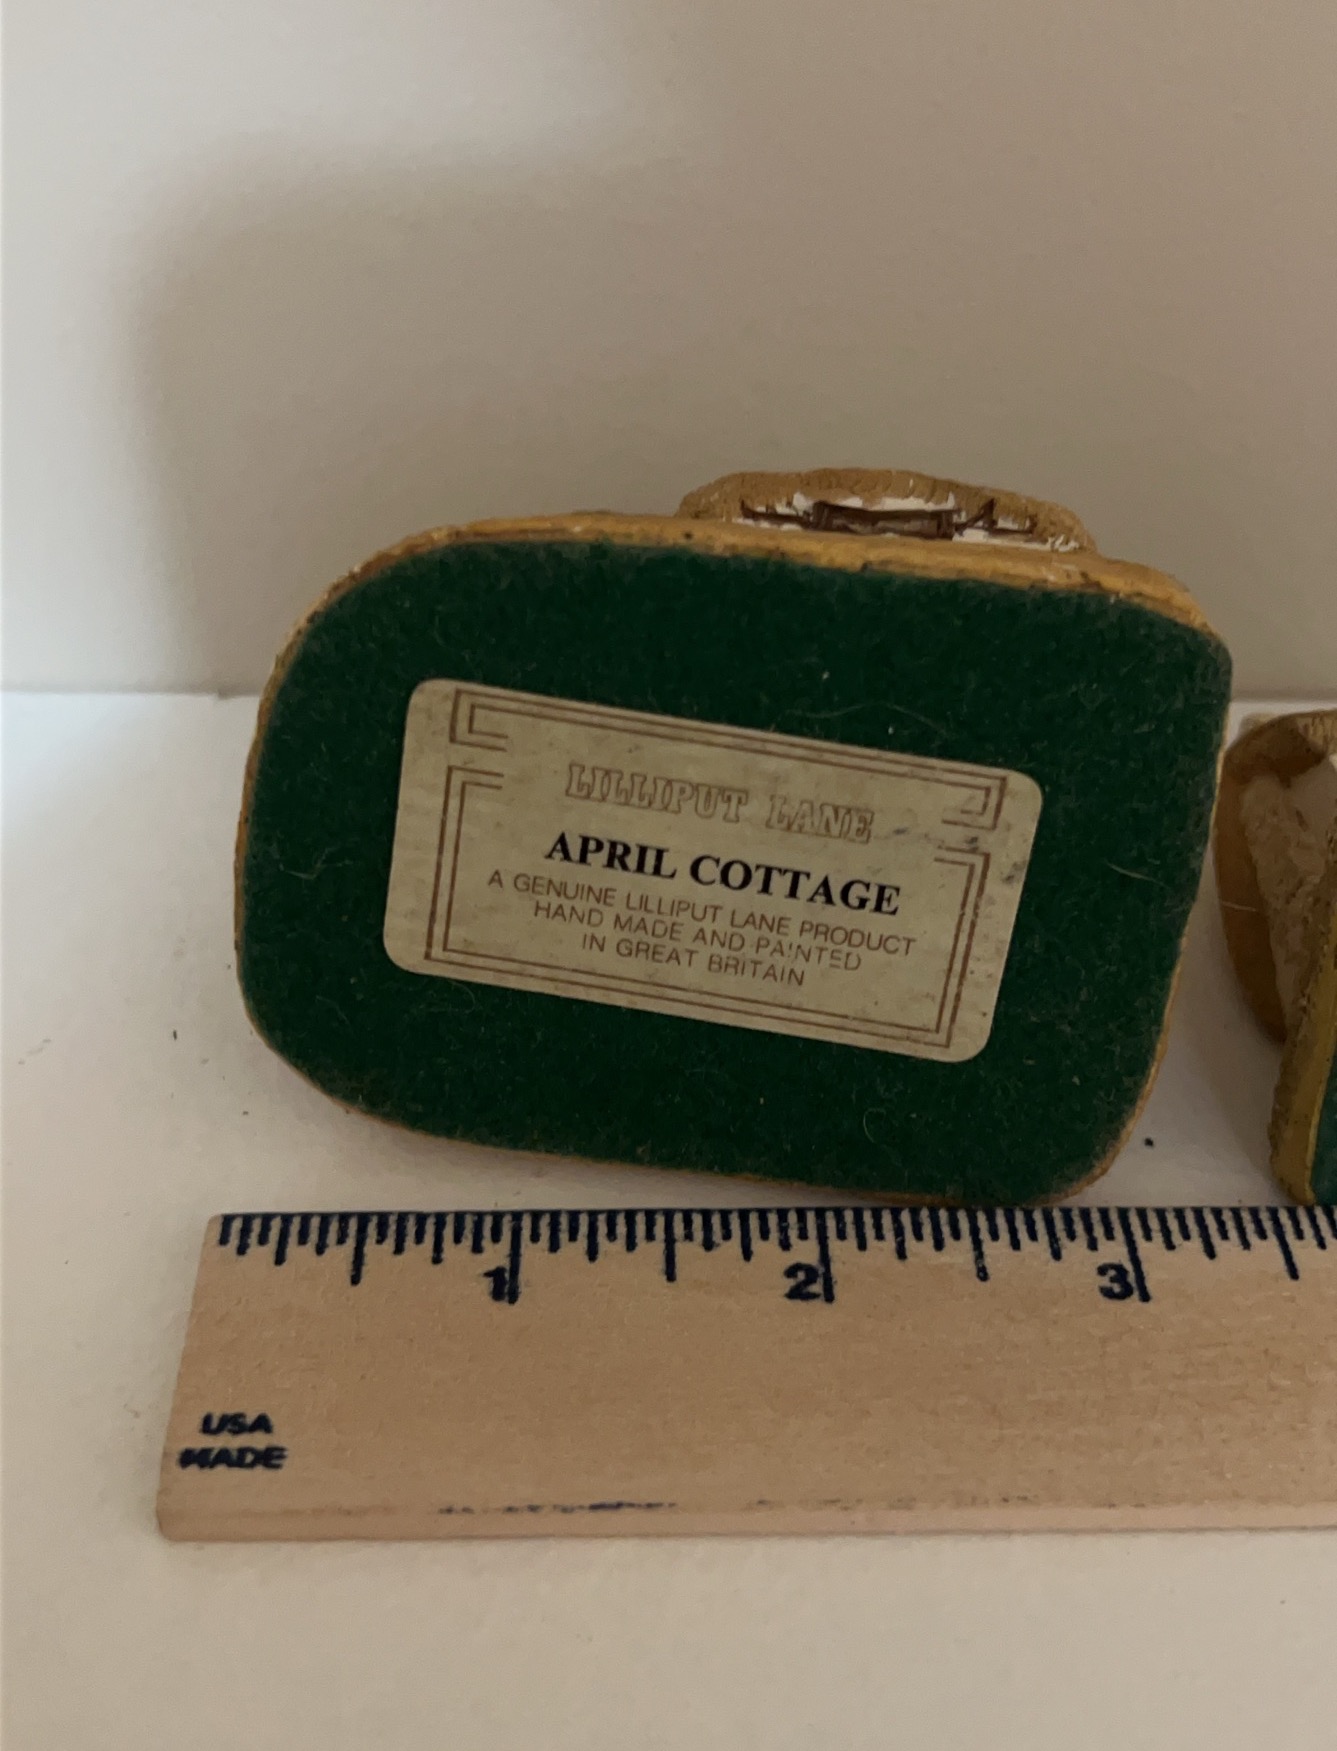 LILLIPUT LANE
APRIL COTTAGE
A GENUINE LILLIPUT LANE PRODUCT
HAND MADE AND PAINTED
IN GREAT BRITAIN
1 2 3
USA
MADE